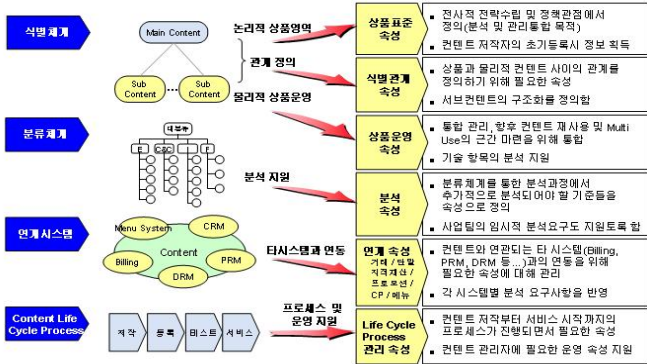 식별체계
Main Content
Sub
Content
Sub
Content
논리적 상품영역
관계 정의
물리적 상품운영
상품표준
속성
▪ 전사적 전략수립 및 정책관점에서
정의(분석 및 관리통합 목적)
▪ 컨텐트 저작자의 초기등록시 정보 획득
식별관계
속성
▪ 상품과 물리적 컨텐트 사이의 관계를
정의하기 위해 필요한 속성
▪ 서브컨텐트의 구조화를 정의함
상품운영
속성
▪ 통합 관리, 향후 컨텐트 재사용 및 Multi
Use의 근간 마련을 위해 통합
▪ 기술 항목의 분석 지원
분류체계
대분류
분석 지원
분석
속성
▪ 분류체계를 통한 분석과정에서
추가적으로 분석되어야 할 기준들을
속성으로 정의
▪ 사업팀의 임시적 분석요구도 지원토록 함
연계시스템
Menu System
CRM
Content
Billing
PRM
DRM
타시스템과 연동
연계 속성
거래 / 단말
지적재산 /
프로모션 /
CP / 메뉴
▪ 컨텐트와 연관되는 타 시스템(Billing,
PRM, DRM 등...)과의 연동을 위해
필요한 속성에 대해 관리
▪ 각 시스템별 분석 요구사항을 반영
Content Life
Cycle Process
제작
등록
테스트
서비스
프로세스 및
운영 지원
Life Cycle
Process
관리 속성
▪ 컨텐트 제작부터 서비스 시작까지의
프로세스가 진행되면서 필요한 속성
▪ 컨텐트 관리자에 필요한 운영 속성 지원